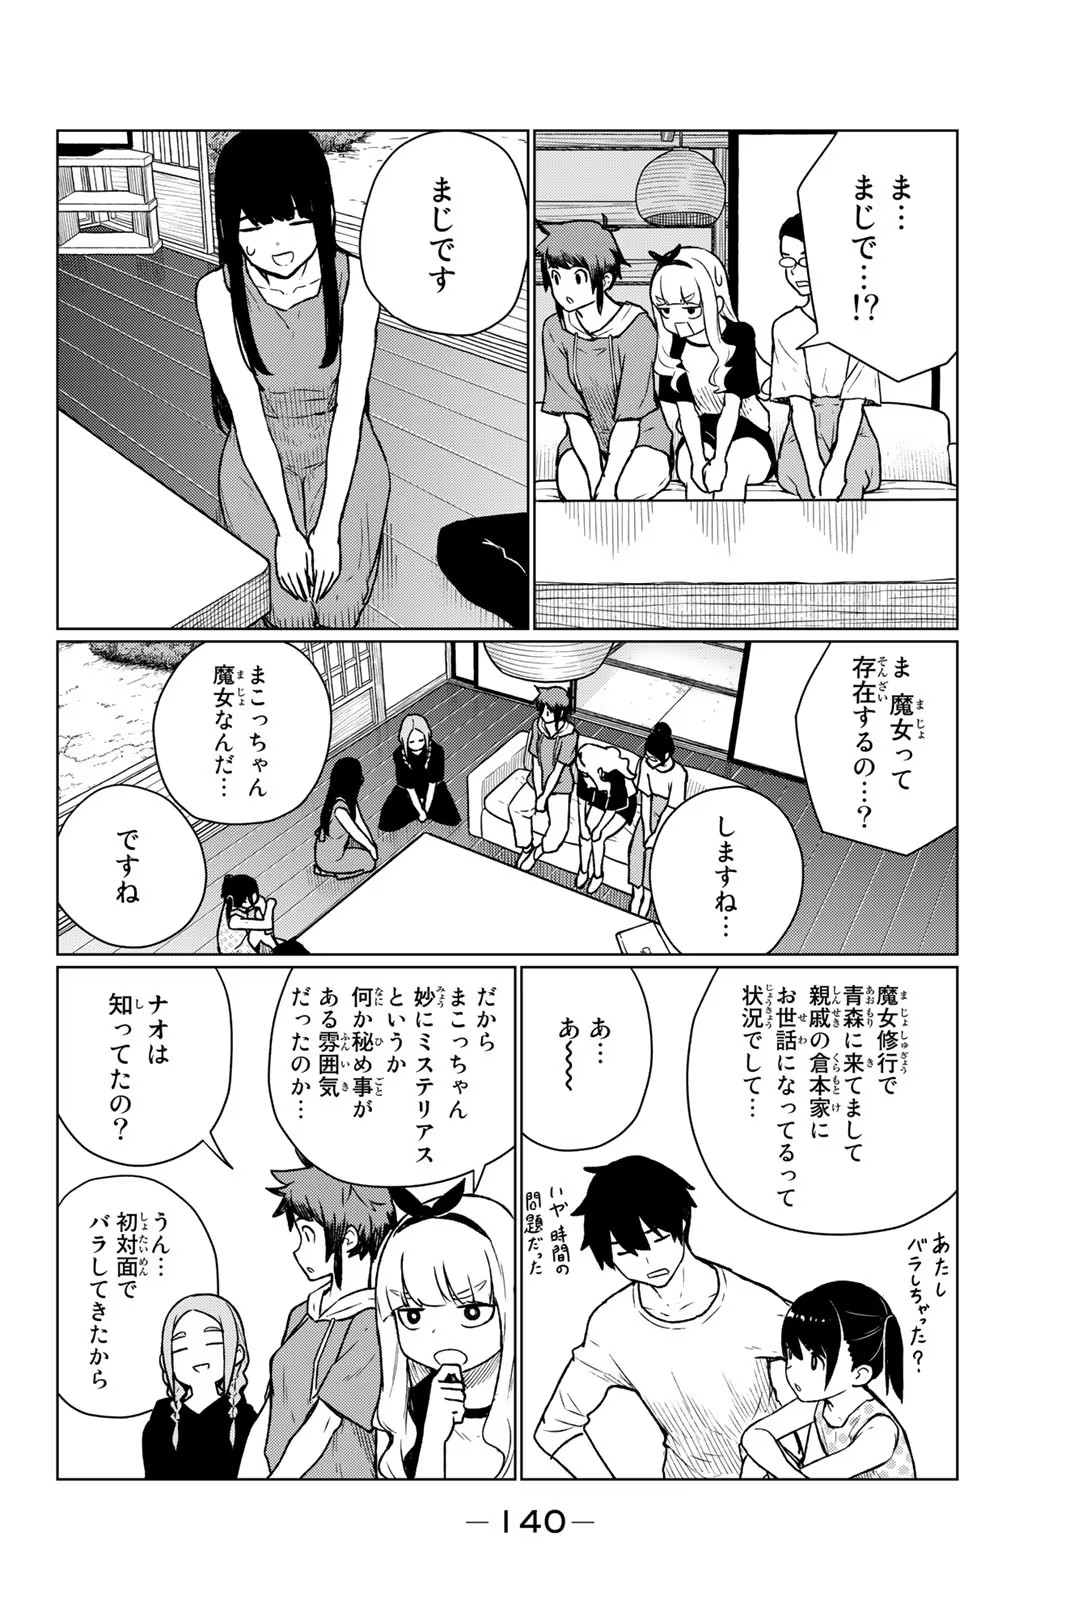 ま…
まじで…!?
まじです
ま 魔女って
存在するの…?
しますね…
まこっちゃん
魔女なんだ…
ですね
魔女修行で
青森に来てまして
親戚の倉本家に
お世話になってるって
状況でして…
あ…
あ〜〜
あたし
バラしちゃった?
いや 時間の
問題だった
だから
まこっちゃん
妙にミステリアス
というか
何か秘め事が
ある雰囲気
だったのか…
ナオは
知ってたの?
うん…
初対面で
バラしてきたから
— 140 —